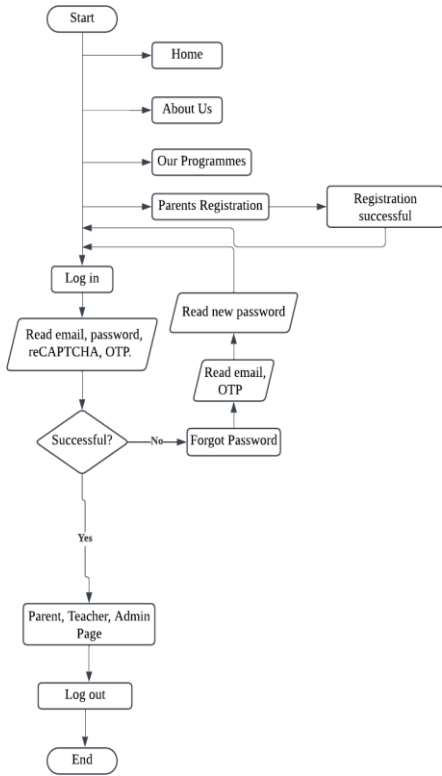 Start
Home
About Us
Our Programmes
Parents Registration
Registration
successful
Log in
Read new password
Read email, password,
reCAPTCHA, OTP.
Read email,
OTP
Successful?
No
Forgot Password
Yes
Parent, Teacher, Admin
Page
Log out
End